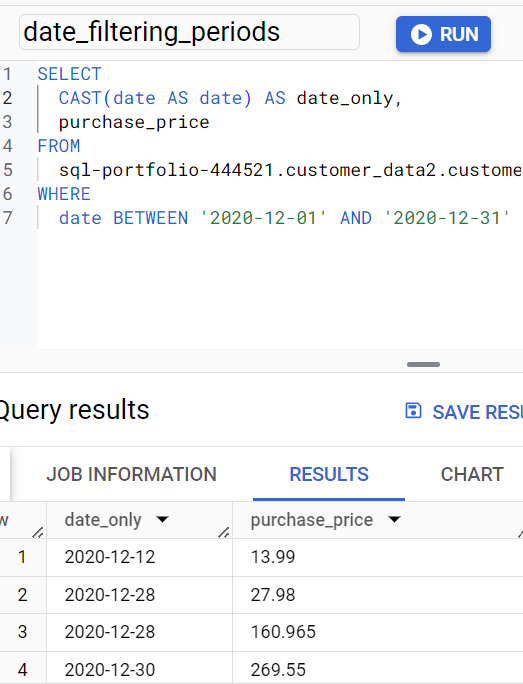 date_filtering_periods
RUN
1 SELECT
2 CAST(date AS date) AS date_only,
3 purchase_price
4 FROM
5 sql-portfolio-444521.customer_data2.custome
6 WHERE
7 date BETWEEN '2020-12-01' AND '2020-12-31'
Query results
SAVE RESU
JOB INFORMATION RESULTS CHART
w date_only purchase_price
1 2020-12-12 13.99
2 2020-12-28 27.98
3 2020-12-28 160.965
4 2020-12-30 269.55